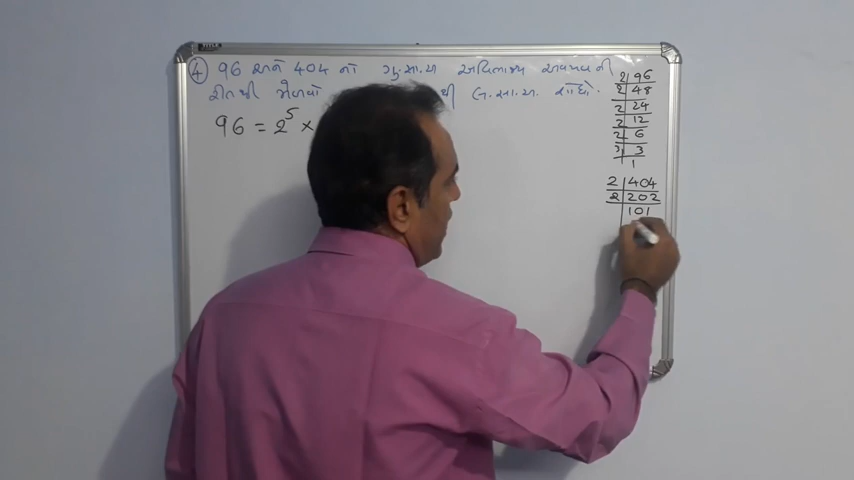 ④ 96 અને 404 નો ગુ.સા.અ અવિભાજ્ય અવયવ ની
રીતથી મેળવો થી લ.સા.અ. શોધો.
96 = 2⁵ ×
2 | 96
2 | 48
2 | 24
2 | 12
2 | 6
3 | 3
1
2 | 404
2 | 202
101